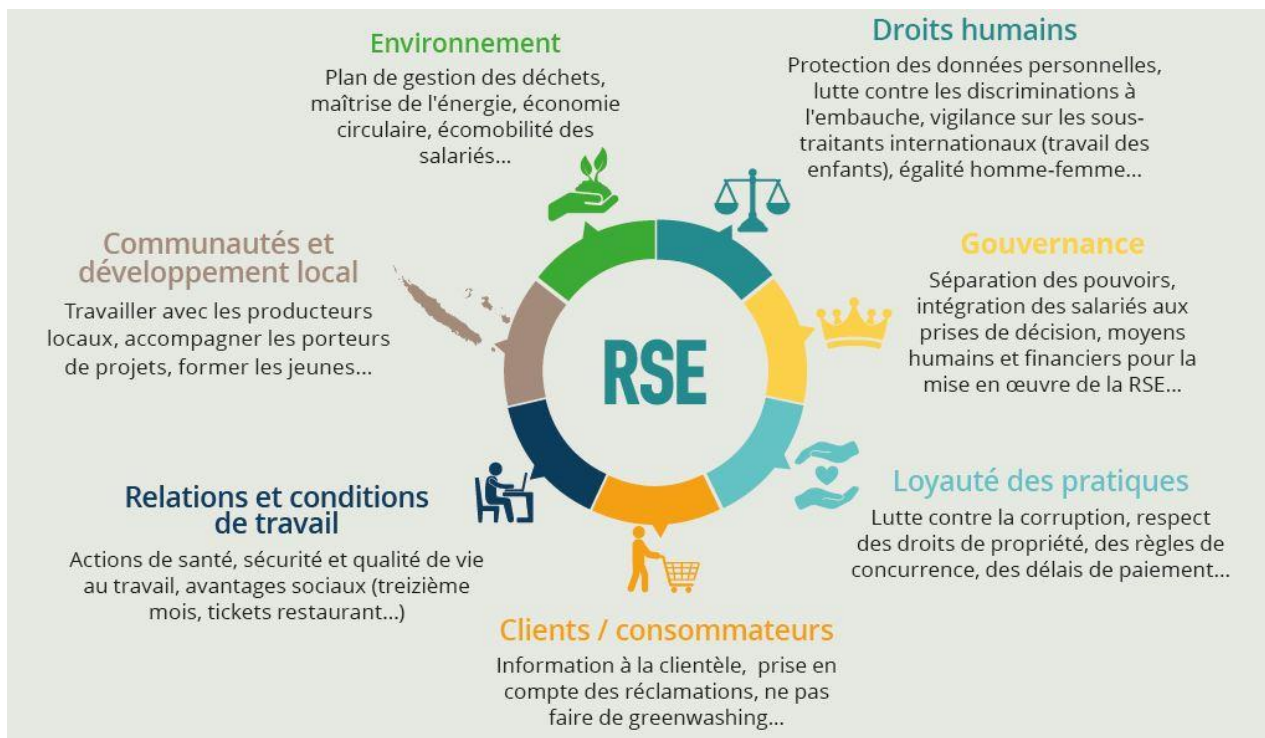 Environnement
Plan de gestion des déchets,
maîtrise de l'énergie, économie
circulaire, écomobilité des
salariés...
Droits humains
Protection des données personnelles,
lutte contre les discriminations à
l'embauche, vigilance sur les sous-
traitants internationaux (travail des
enfants), égalité homme-femme...
Communautés et
développement local
Travailler avec les producteurs
locaux, accompagner les porteurs
de projets, former les jeunes...
Gouvernance
Séparation des pouvoirs,
intégration des salariés aux
prises de décision, moyens
humains et financiers pour la
mise en œuvre de la RSE...
RSE
Relations et conditions
de travail
Actions de santé, sécurité et qualité de vie
au travail, avantages sociaux (treizième
mois, tickets restaurant...)
Loyauté des pratiques
Lutte contre la corruption, respect
des droits de propriété, des règles de
concurrence, des délais de paiement...
Clients / consommateurs
Information à la clientèle, prise en
compte des réclamations, ne pas
faire de greenwashing...